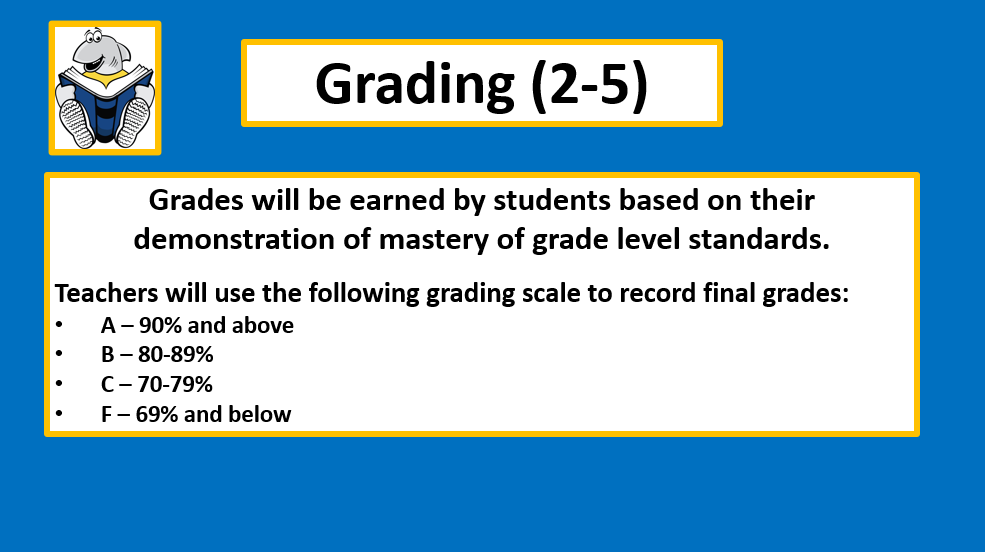 Grading (2-5)
Grades will be earned by students based on their
demonstration of mastery of grade level standards.
Teachers will use the following grading scale to record final grades:
• A – 90% and above
• B – 80-89%
• C – 70-79%
• F – 69% and below